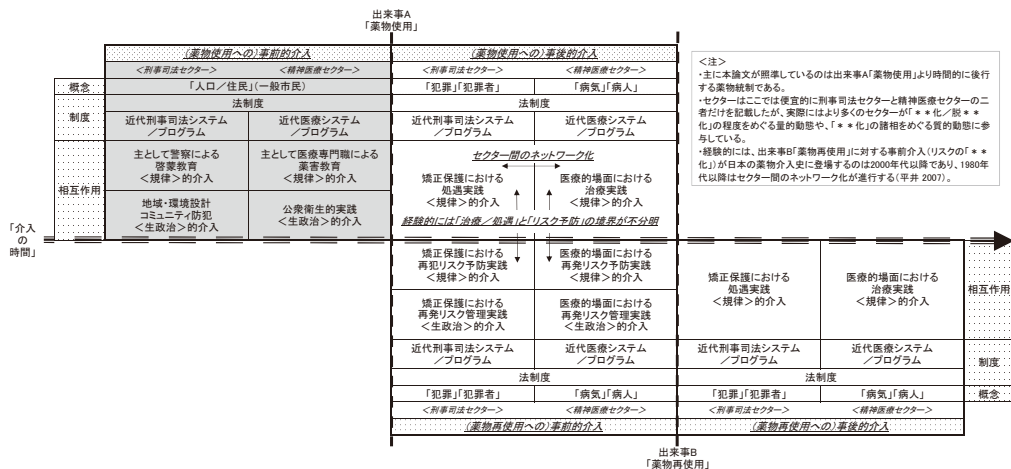 出来事A
「薬物使用」
(薬物使用への)事前的介入
(薬物使用への)事後的介入
<刑事司法セクター>
<精神医療セクター>
<刑事司法セクター>
<精神医療セクター>
概念
「人口/住民」(一般市民)
「犯罪」「犯罪者」
「病気」「病人」
制度
法制度
法制度
近代刑事司法システム
/プログラム
近代医療システム
/プログラム
近代刑事司法システム
/プログラム
近代医療システム
/プログラム
相互作用
主として警察による
啓蒙教育
<規律>的介入
主として医療専門職による
薬害教育
<規律>的介入
地域・環境設計
コミュニティ防犯
<生政治>的介入
公衆衛生的実践
<生政治>的介入
セクター間のネットワーク化
矯正保護における
処遇実践
<規律>的介入
医療的場面における
治療実践
<規律>的介入
経験的には「治療/処遇」と「リスク予防」の境界が不分明
<注>
・主に本論文が照準しているのは出来事A「薬物使用」より時間的に後行
する薬物統制である。
・セクターはここでは便宜的に刑事司法セクターと精神医療セクターの二
者だけを記載したが、実際にはより多くのセクターが「**化/脱**
化」の程度をめぐる量的動態や、「**化」の諸相をめぐる質的動態に参
与している。
・経験的には、出来事B「薬物再使用」に対する事前介入(リスクの「**
化」)が日本の薬物介入史に登場するのは2000年代以降であり、1980年
代以降はセクター間のネットワーク化が進行する(平井 2007)。
「介入
の
時間」
矯正保護における
再犯リスク予防実践
<規律>的介入
医療的場面における
再発リスク予防実践
<規律>的介入
矯正保護における
再発リスク管理実践
<生政治>的介入
医療的場面における
再発リスク管理実践
<生政治>的介入
矯正保護における
処遇実践
<規律>的介入
医療的場面における
治療実践
<規律>的介入
相互作用
近代刑事司法システム
/プログラム
近代医療システム
/プログラム
近代刑事司法システム
/プログラム
近代医療システム
/プログラム
制度
法制度
法制度
「犯罪」「犯罪者」
「病気」「病人」
「犯罪」「犯罪者」
「病気」「病人」
概念
<刑事司法セクター>
<精神医療セクター>
<刑事司法セクター>
<精神医療セクター>
(薬物再使用への)事前的介入
(薬物再使用への)事後的介入
出来事B
「薬物再使用」